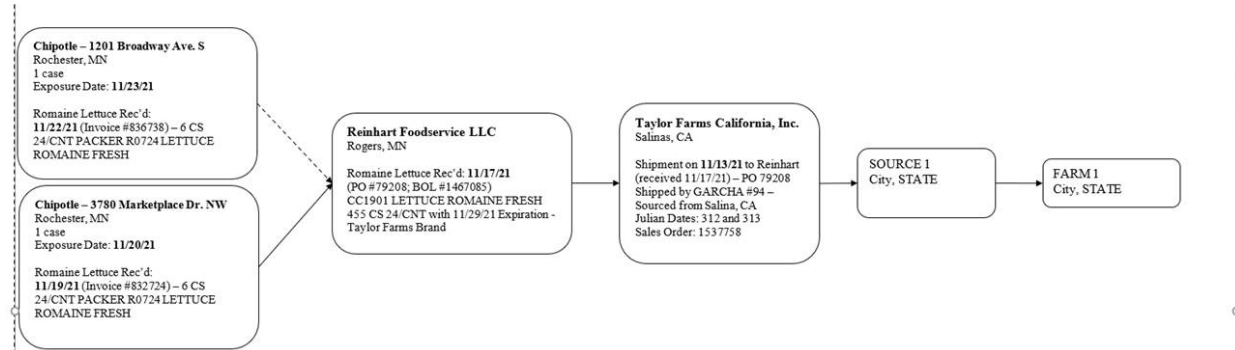 Chipotle – 1201 Broadway Ave. S
Rochester, MN
1 case
Exposure Date: 11/23/21
Romaine Lettuce Rec'd:
11/22/21 (Invoice #836738) – 6 CS
24/CNT PACKER R0724 LETTUCE
ROMAINE FRESH
Chipotle – 3780 Marketplace Dr. NW
Rochester, MN
1 case
Exposure Date: 11/20/21
Romaine Lettuce Rec'd:
11/19/21 (Invoice #832724) – 6 CS
24/CNT PACKER R0724 LETTUCE
ROMAINE FRESH
Reinhart Foodservice LLC
Rogers, MN
Romaine Lettuce Rec'd: 11/17/21
(PO #79208; BOL #1467085)
CC1901 LETTUCE ROMAINE FRESH
455 CS 24/CNT with 11/29/21 Expiration -
Taylor Farms Brand
Taylor Farms California, Inc.
Salinas, CA
Shipment on 11/13/21 to Reinhart
(received 11/17/21) – PO 79208
Shipped by GARCHA #94 –
Sourced from Salina, CA
Julian Dates: 312 and 313
Sales Order: 1537758
SOURCE 1
City, STATE
FARM 1
City, STATE